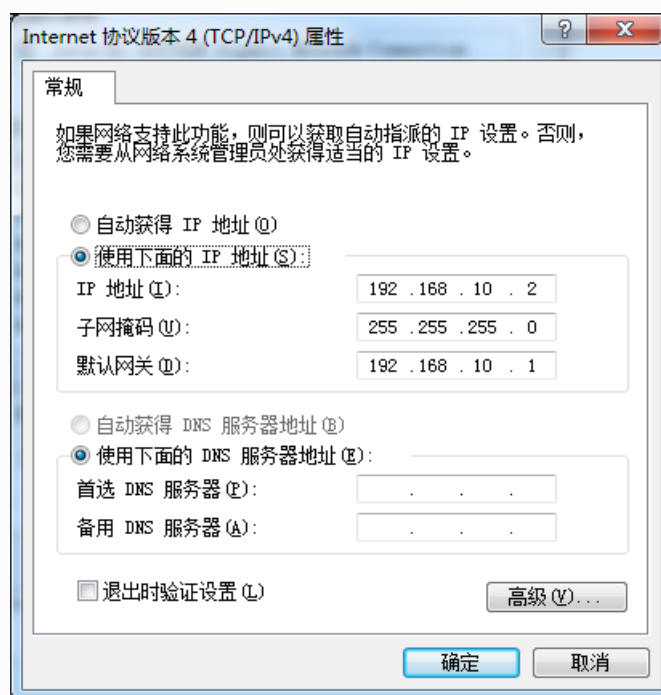 Internet 协议版本 4 (TCP/IPv4) 属性
常规
如果网络支持此功能，则可以获取自动指派的 IP 设置。否则，
您需要从网络系统管理员处获得适当的 IP 设置。
自动获得 IP 地址(O)
使用下面的 IP 地址(S):
IP 地址(I): 192 .168 . 10 . 2
子网掩码(U): 255 .255 .255 . 0
默认网关(D): 192 .168 . 10 . 1
自动获得 DNS 服务器地址(B)
使用下面的 DNS 服务器地址(E):
首选 DNS 服务器(P): . . .
备用 DNS 服务器(A): . . .
退出时验证设置(L)
高级(V)...
确定 取消